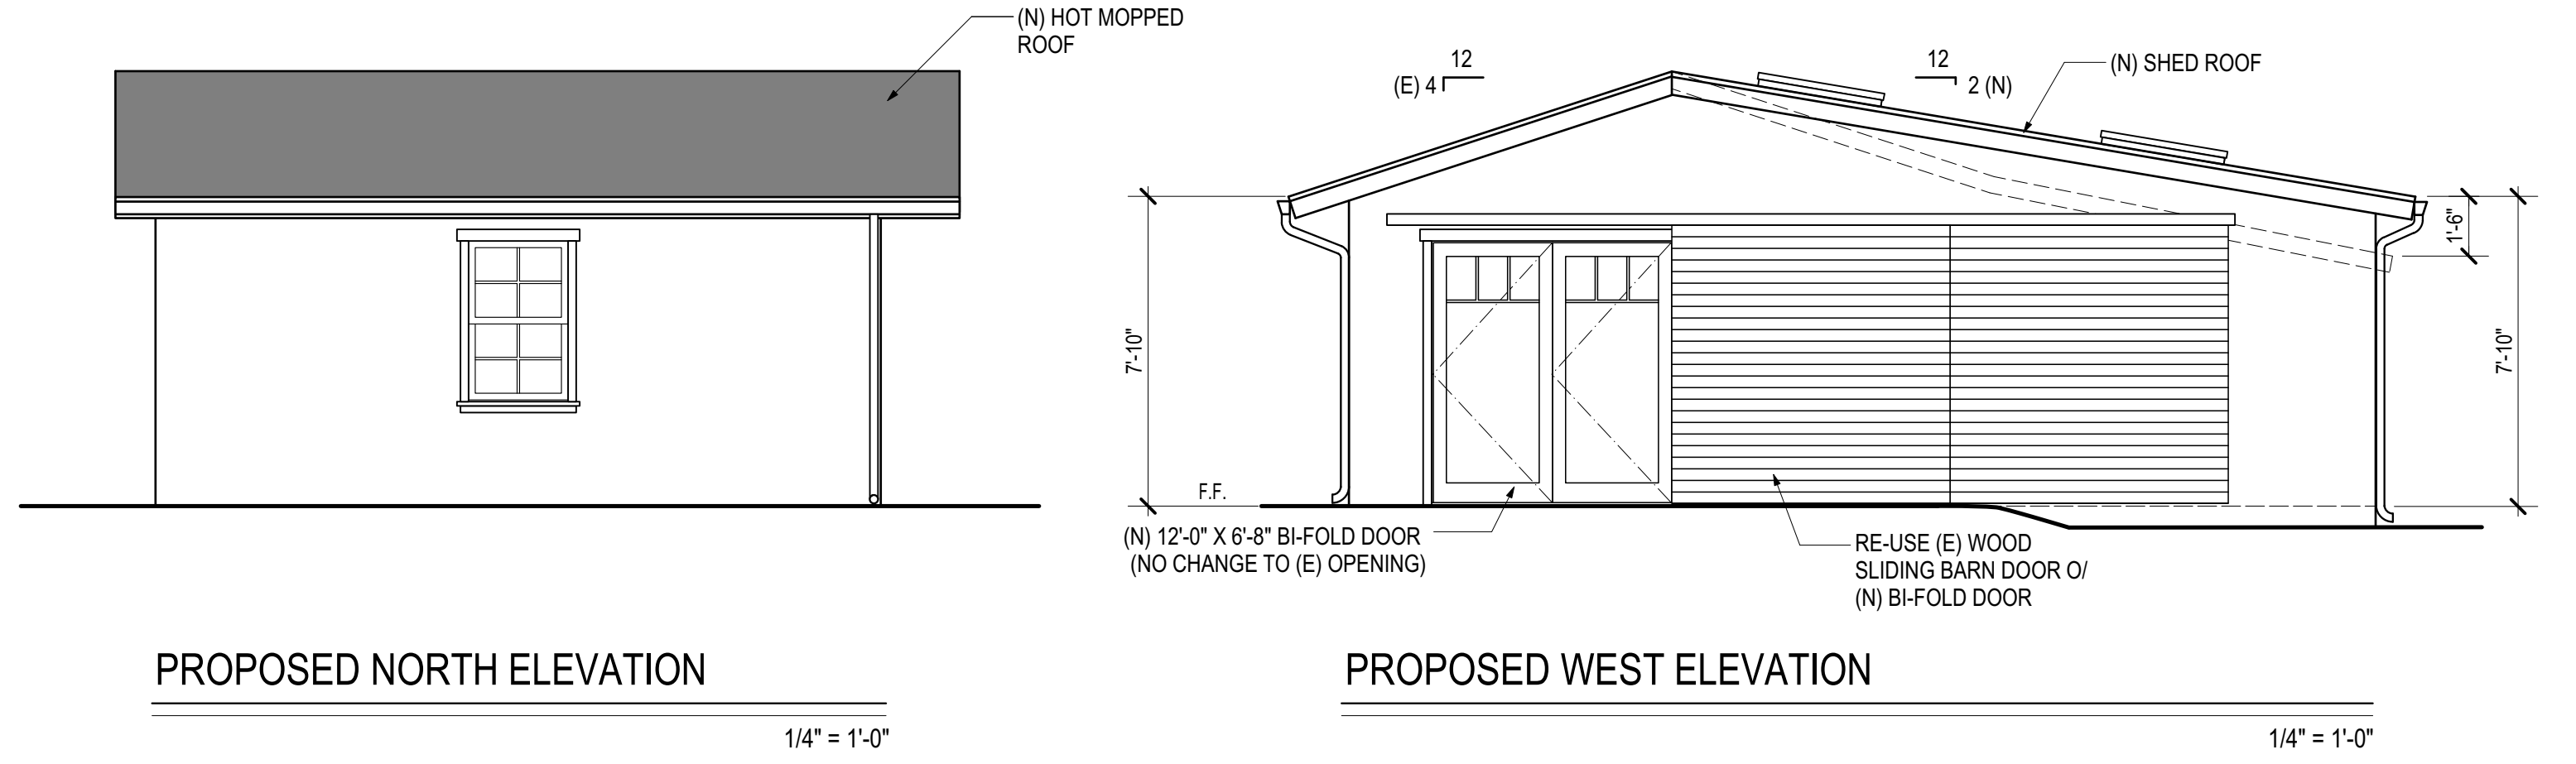 (N) HOT MOPPED
ROOF
PROPOSED NORTH ELEVATION
1/4" = 1'-0"
12
(E) 4
12
2 (N)
(N) SHED ROOF
7'-10"
1'-6"
7'-10"
F.F.
(N) 12'-0" X 6'-8" BI-FOLD DOOR
(NO CHANGE TO (E) OPENING)
RE-USE (E) WOOD
SLIDING BARN DOOR O/
(N) BI-FOLD DOOR
PROPOSED WEST ELEVATION
1/4" = 1'-0"